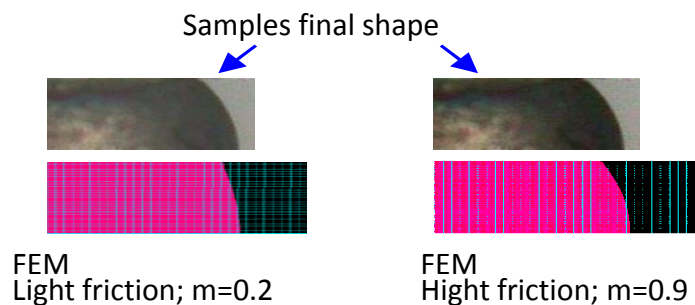 Samples final shape
FEM
Light friction; m=0.2
FEM
Hight friction; m=0.9